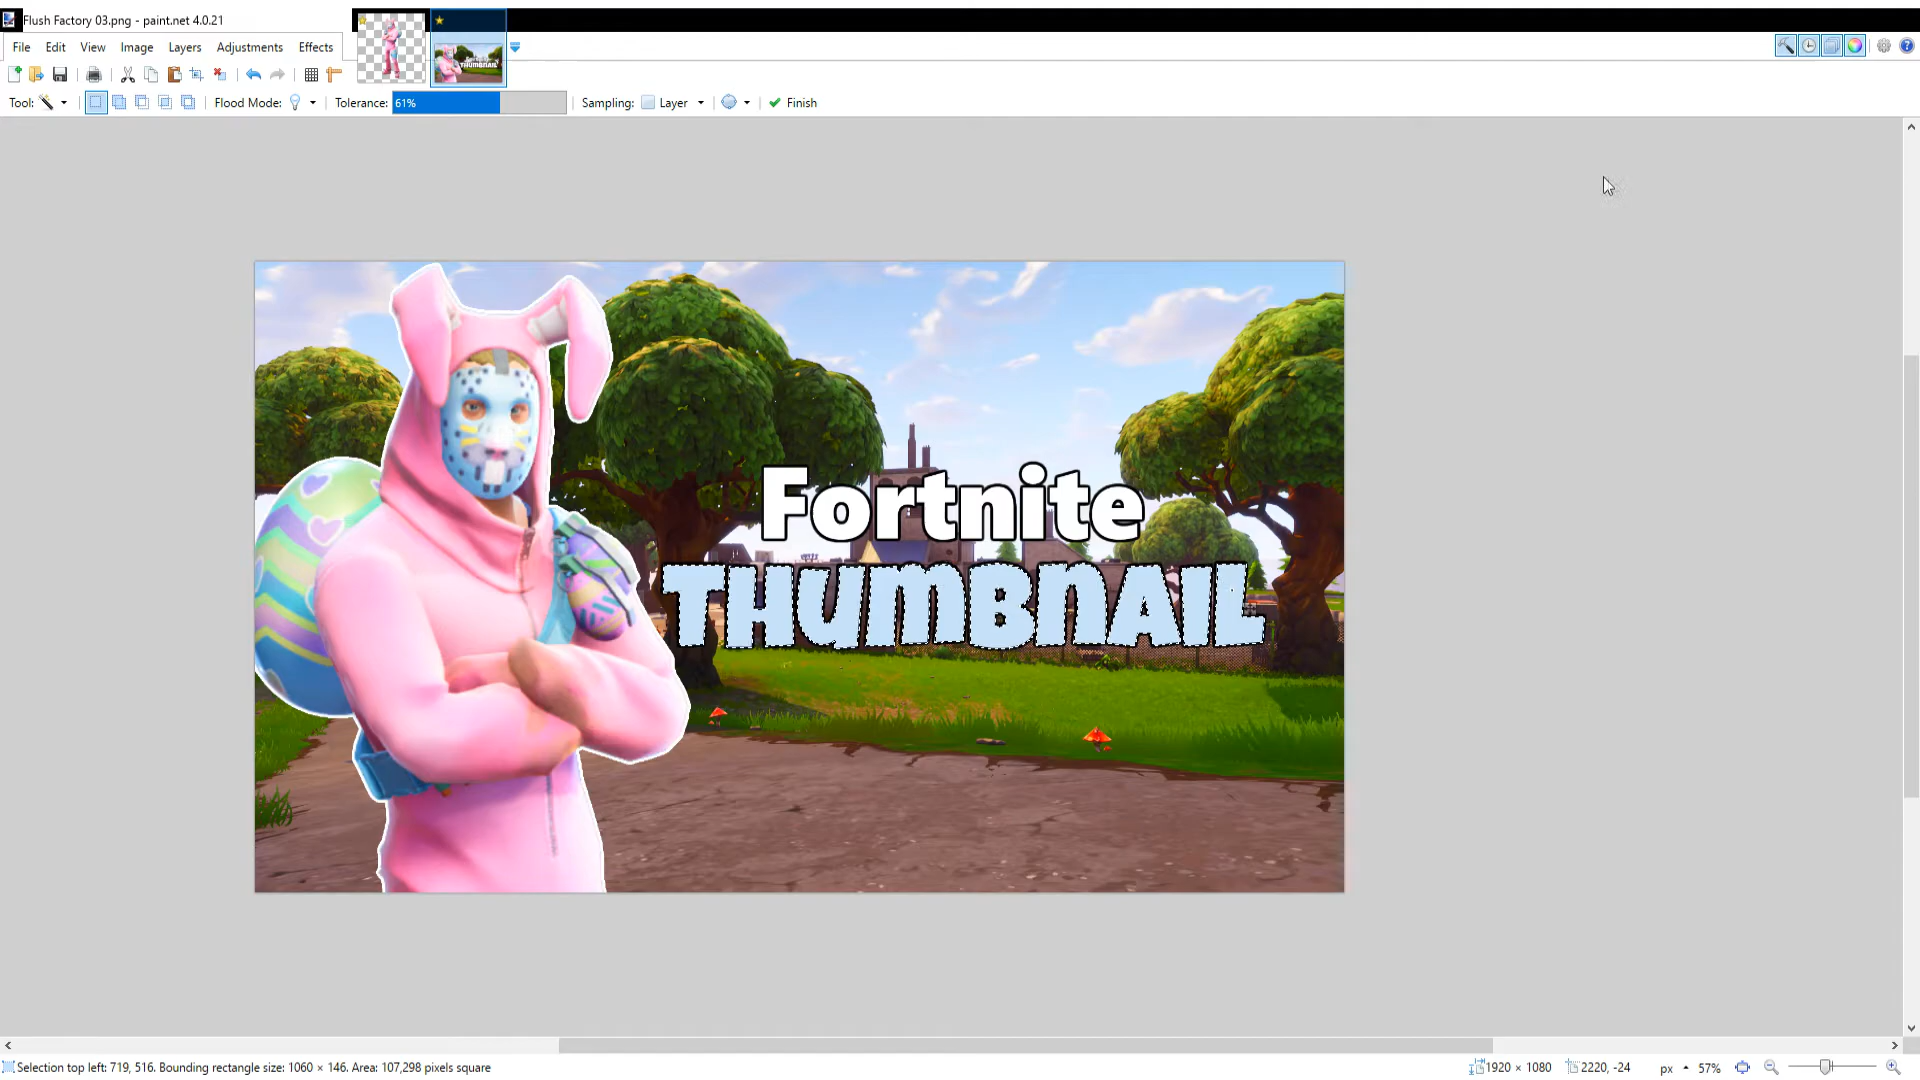 Flush Factory 03.png - paint.net 4.0.21
File Edit View Image Layers Adjustments Effects
Tool: Flood Mode: Tolerance: 61% Sampling: Layer Finish
Fortnite
THUMBNAIL
Selection top left: 719, 516. Bounding rectangle size: 1060 × 146. Area: 107,298 pixels square 1920 × 1080 2220, -24 px 57%